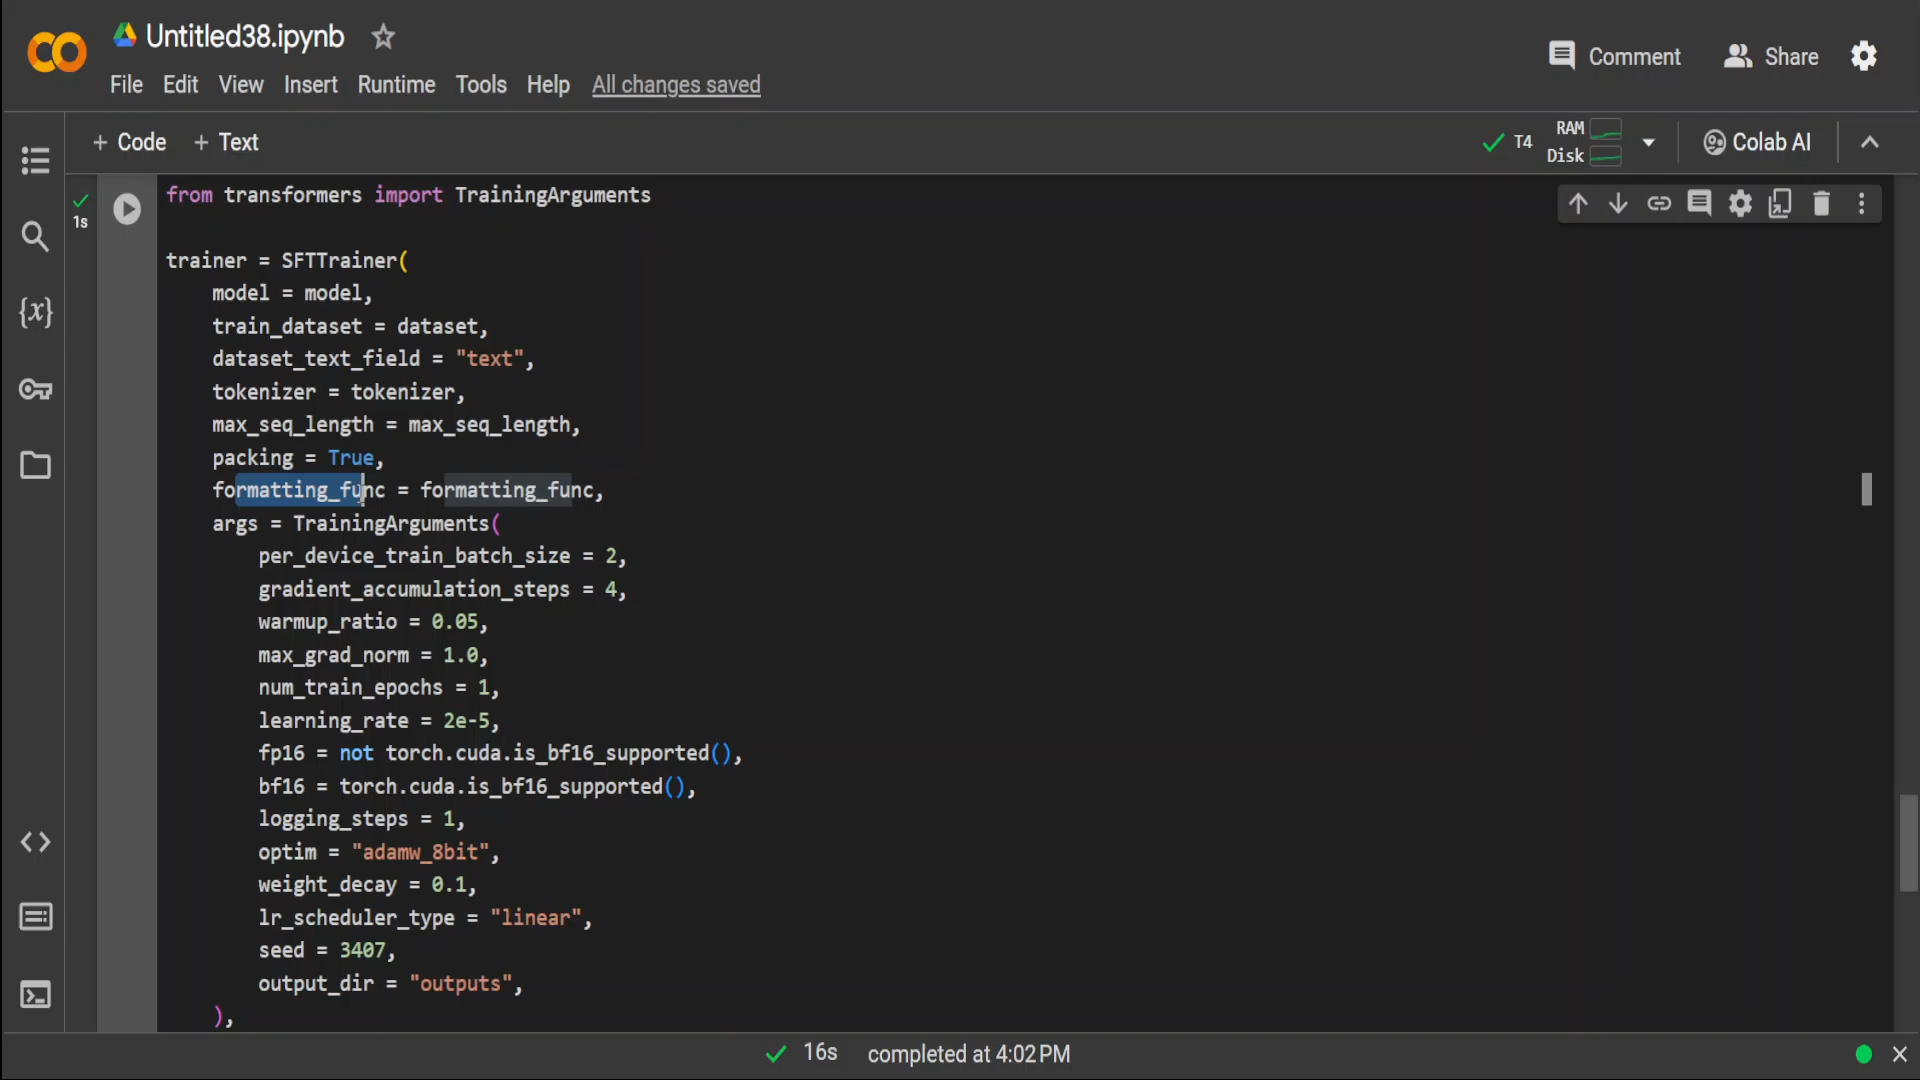 Untitled38.ipynb
File Edit View Insert Runtime Tools Help All changes saved
Comment Share
+ Code + Text
T4 RAM Disk Colab AI
1s
from transformers import TrainingArguments
trainer = SFTTrainer(
model = model,
train_dataset = dataset,
dataset_text_field = "text",
tokenizer = tokenizer,
max_seq_length = max_seq_length,
packing = True,
formatting_func = formatting_func,
args = TrainingArguments(
per_device_train_batch_size = 2,
gradient_accumulation_steps = 4,
warmup_ratio = 0.05,
max_grad_norm = 1.0,
num_train_epochs = 1,
learning_rate = 2e-5,
fp16 = not torch.cuda.is_bf16_supported(),
bf16 = torch.cuda.is_bf16_supported(),
logging_steps = 1,
optim = "adamw_8bit",
weight_decay = 0.1,
lr_scheduler_type = "linear",
seed = 3407,
output_dir = "outputs",
),
16s completed at 4:02 PM